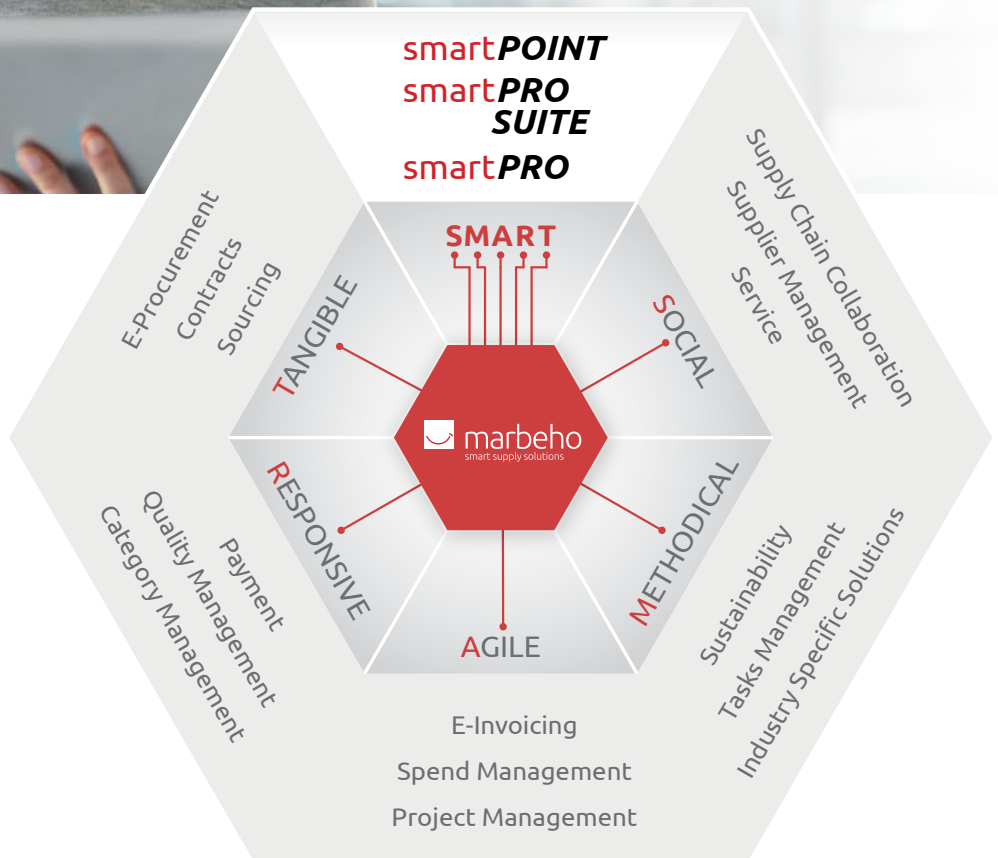 smartPOINT
smartPRO
SUITE
smartPRO
SMART
SOCIAL
Supply Chain Collaboration
Supplier Management
Service
METHODICAL
Sustainability
Tasks Management
Industry Specific Solutions
AGILE
E-Invoicing
Spend Management
Project Management
RESPONSIVE
Payment
Quality Management
Category Management
TANGIBLE
E-Procurement
Contracts
Sourcing
marbeho
smart supply solutions